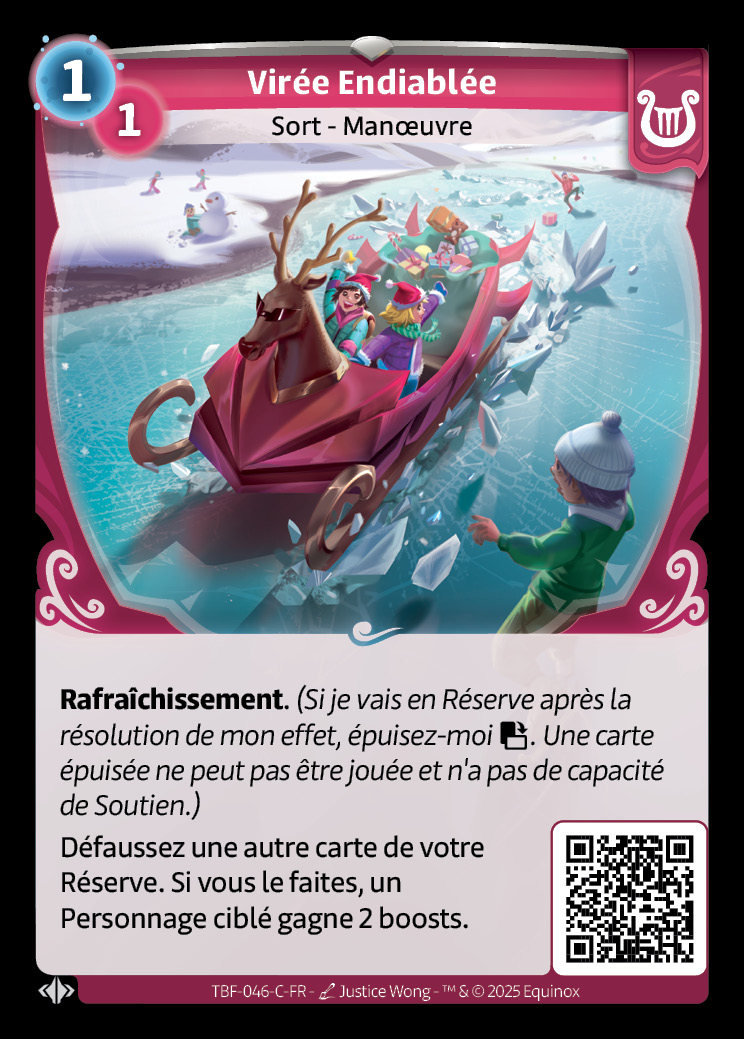 1
Virée Endiablée
1
Sort - Manœuvre
Rafraîchissement. (Si je vais en Réserve après la
résolution de mon effet, épuisez-moi . Une carte
épuisée ne peut pas être jouée et n'a pas de capacité
de Soutien.)
Défaussez une autre carte de votre
Réserve. Si vous le faites, un
Personnage ciblé gagne 2 boosts.
TBF-046-C-FR - Justice Wong - ™ & © 2025 Equinox